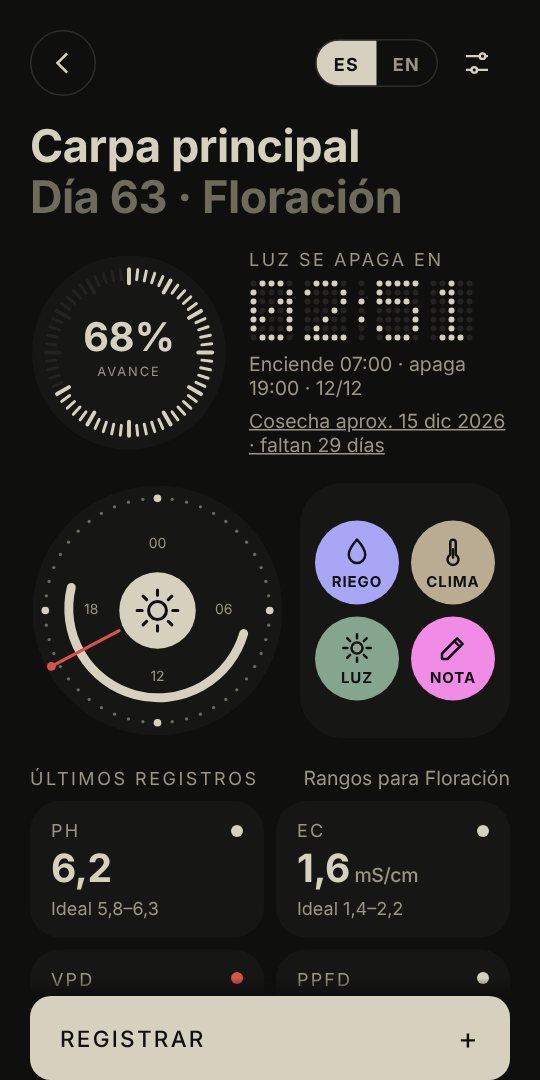 ES EN
Carpa principal
Día 63 · Floración
LUZ SE APAGA EN
02:51
68%
AVANCE
Enciende 07:00 · apaga
19:00 · 12/12
Cosecha aprox. 15 dic 2026
· faltan 29 días
00
18 06
12
RIEGO CLIMA
LUZ NOTA
ÚLTIMOS REGISTROS Rangos para Floración
PH EC
6,2 1,6 mS/cm
Ideal 5,8–6,3 Ideal 1,4–2,2
VPD PPFD
REGISTRAR +